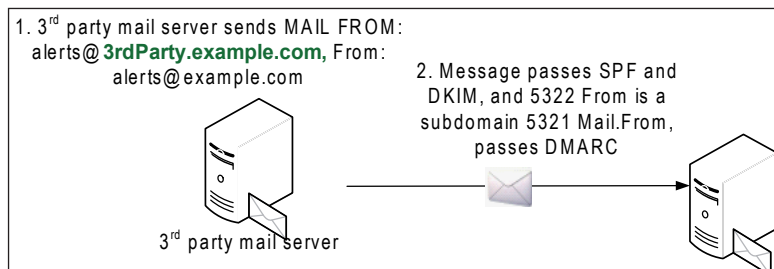 1. 3rd party mail server sends MAIL FROM:
alerts@3rdParty.example.com, From:
alerts@example.com
2. Message passes SPF and
DKIM, and 5322 From is a
subdomain 5321 Mail.From,
passes DMARC
3rd party mail server